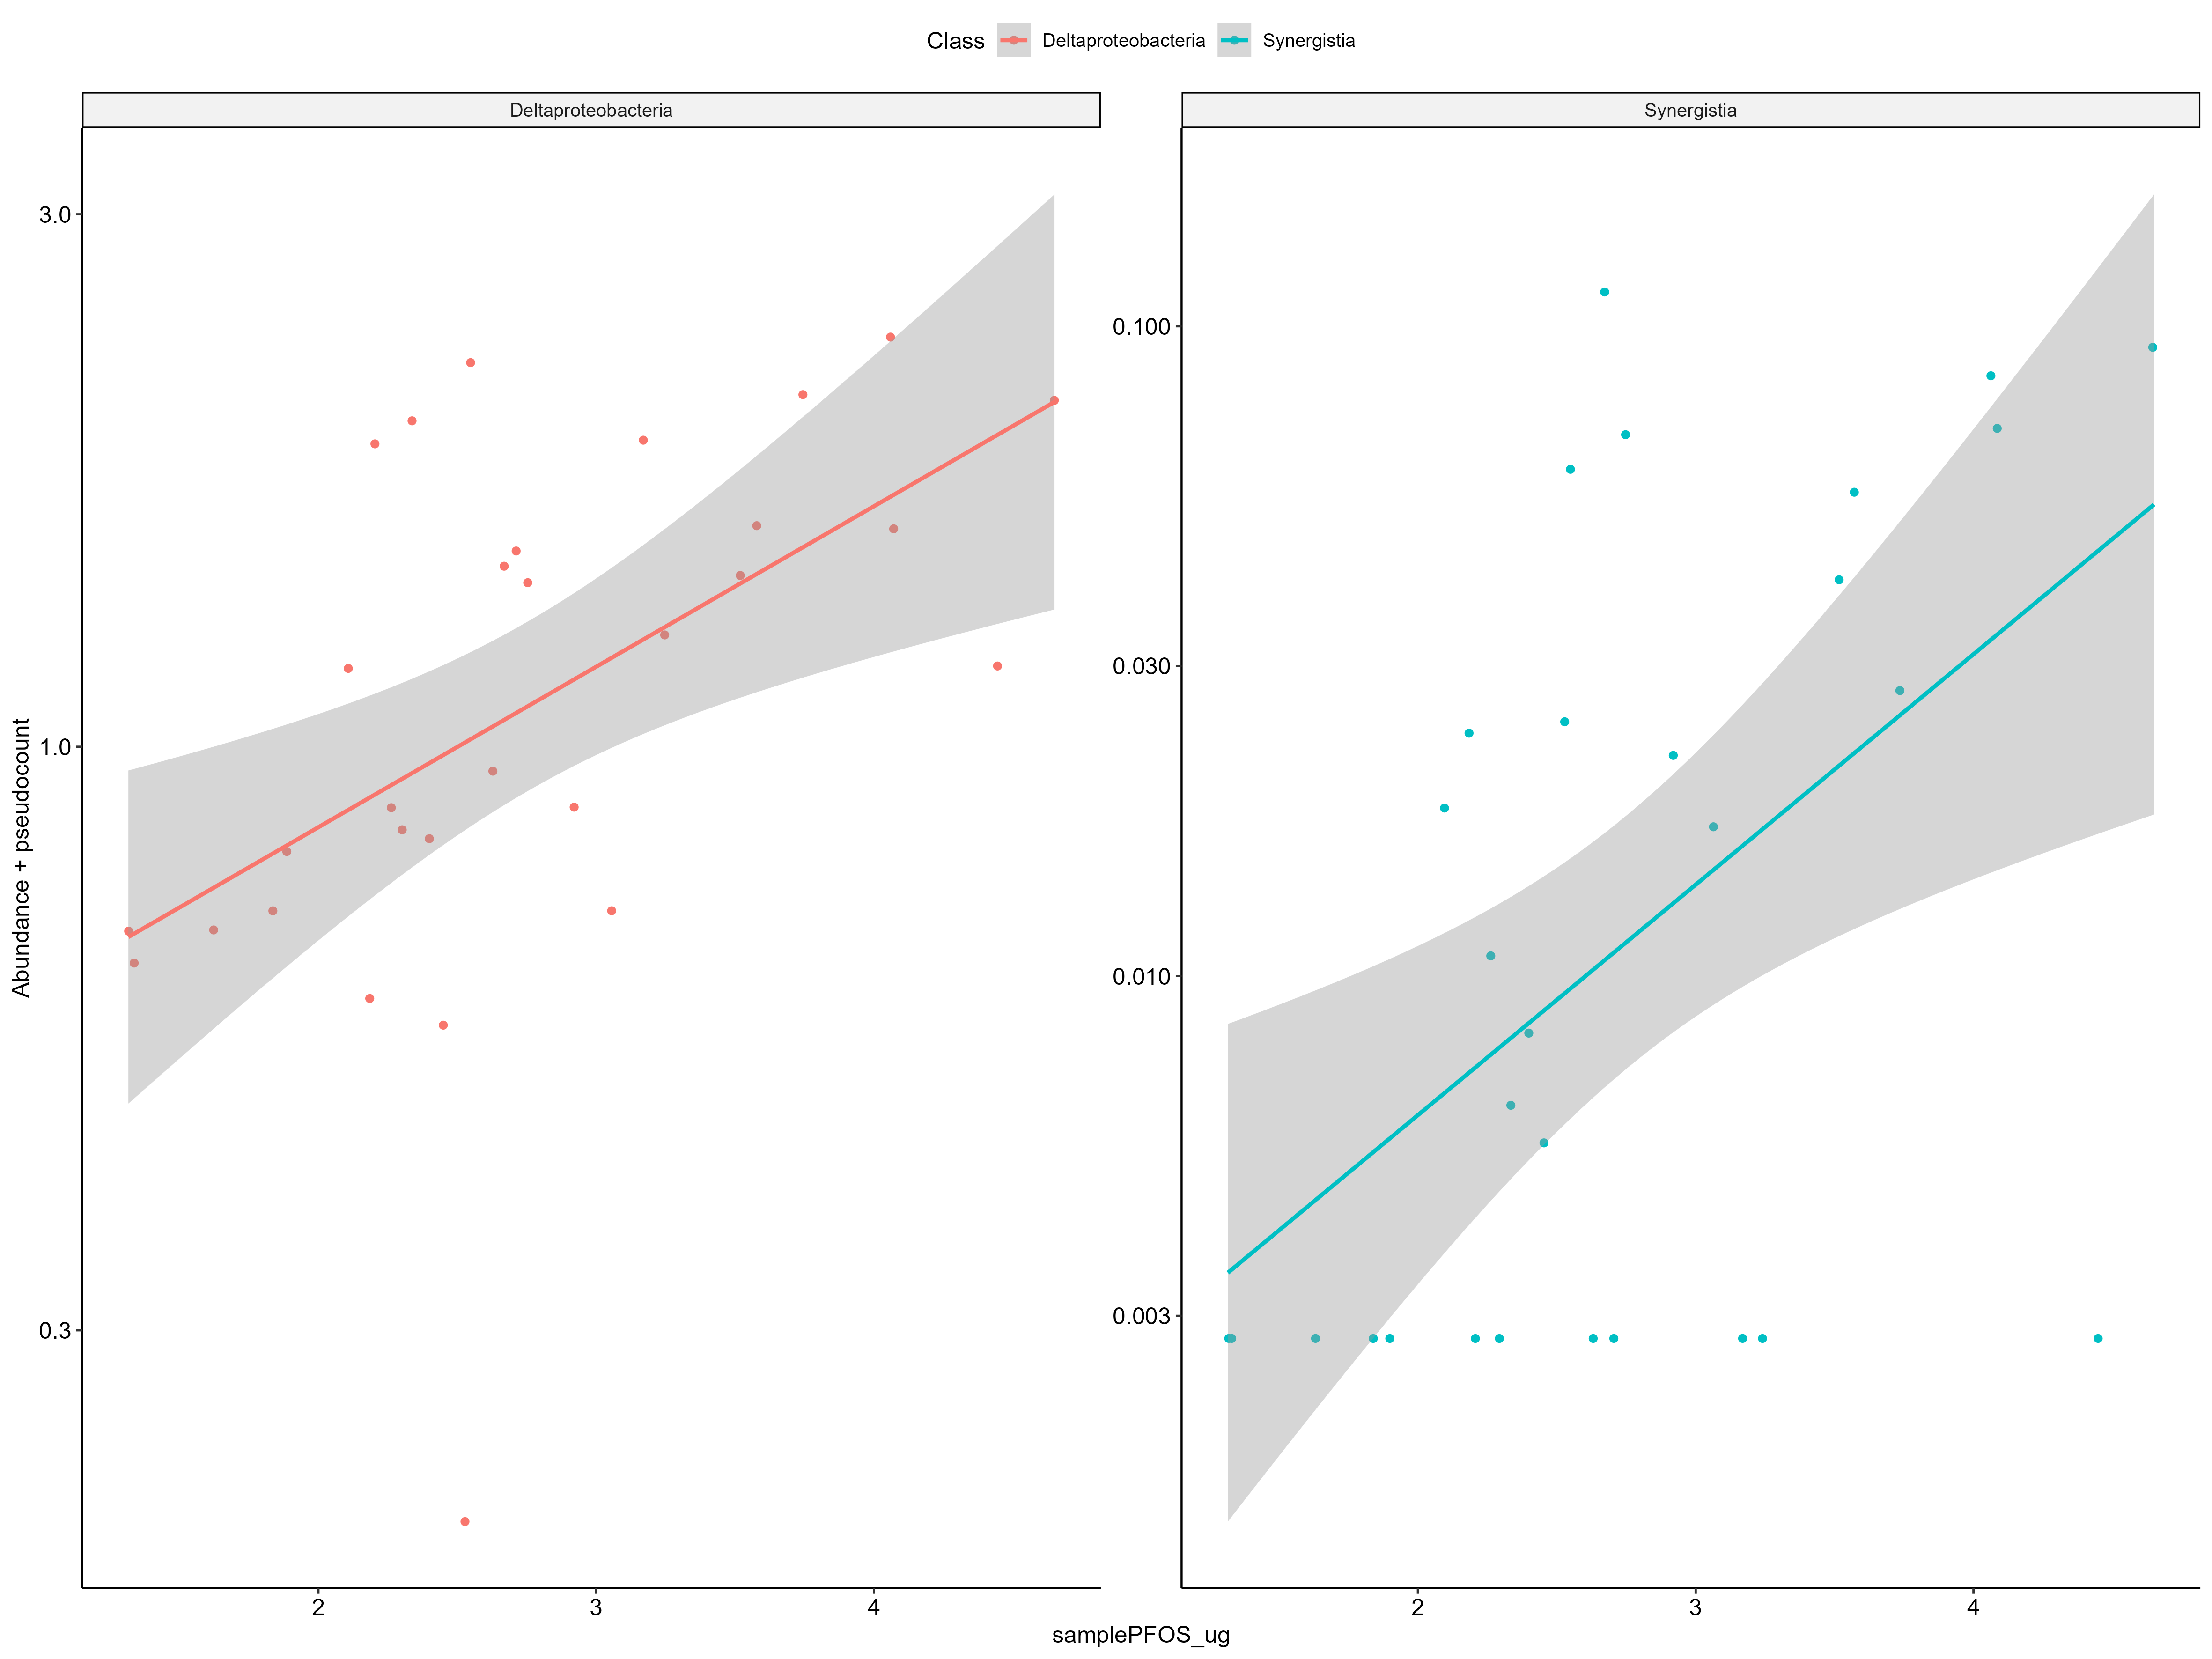 Class Deltaproteobacteria Synergistia
Deltaproteobacteria
Synergistia
Abundance + pseudocount
3.0
1.0
0.3
0.100
0.030
0.010
0.003
2 3 4
2 3 4
samplePFOS_ug